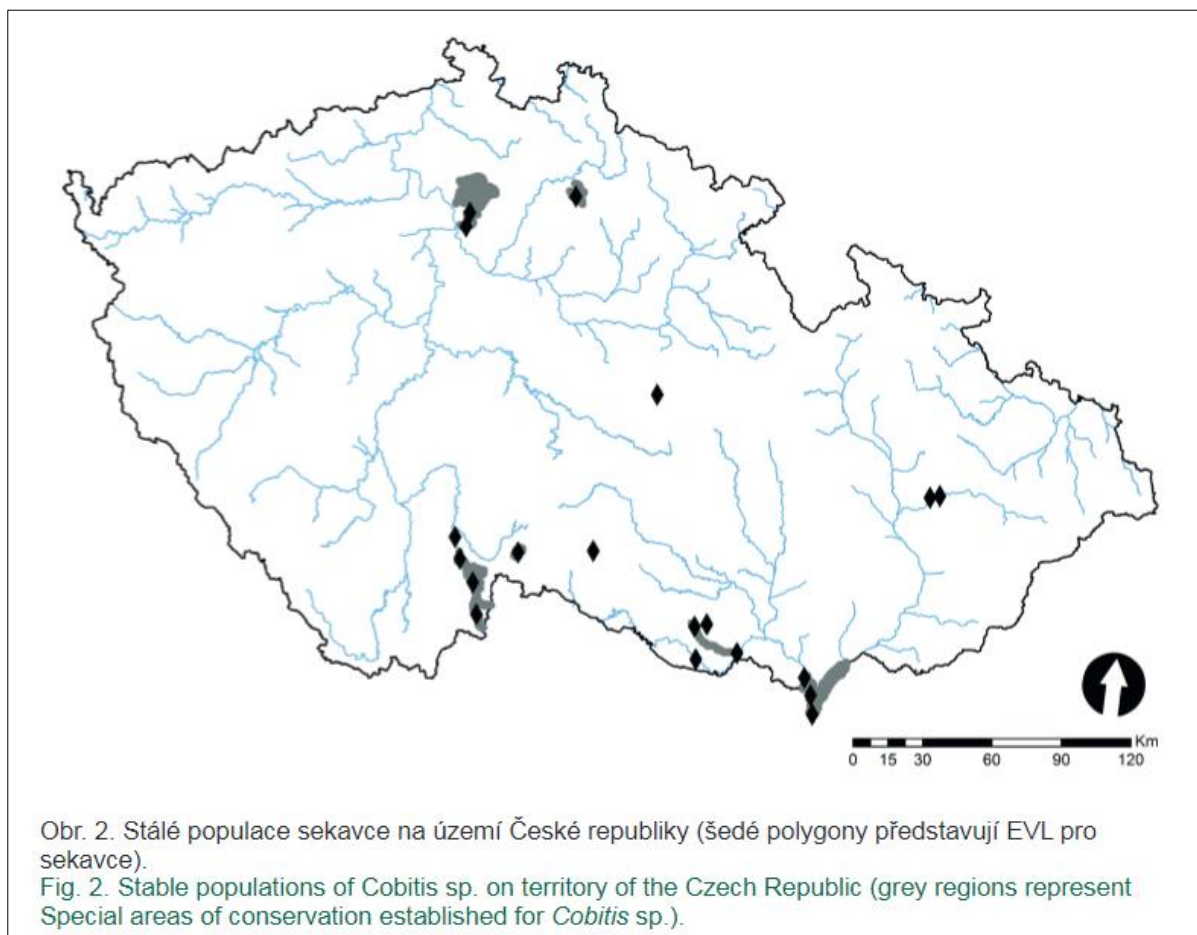 Km
0 15 30 60 90 120
Obr. 2. Stálé populace sekavce na území České republiky (šedé polygony představují EVL pro
sekavce).
Fig. 2. Stable populations of Cobitis sp. on territory of the Czech Republic (grey regions represent
Special areas of conservation established for Cobitis sp.).